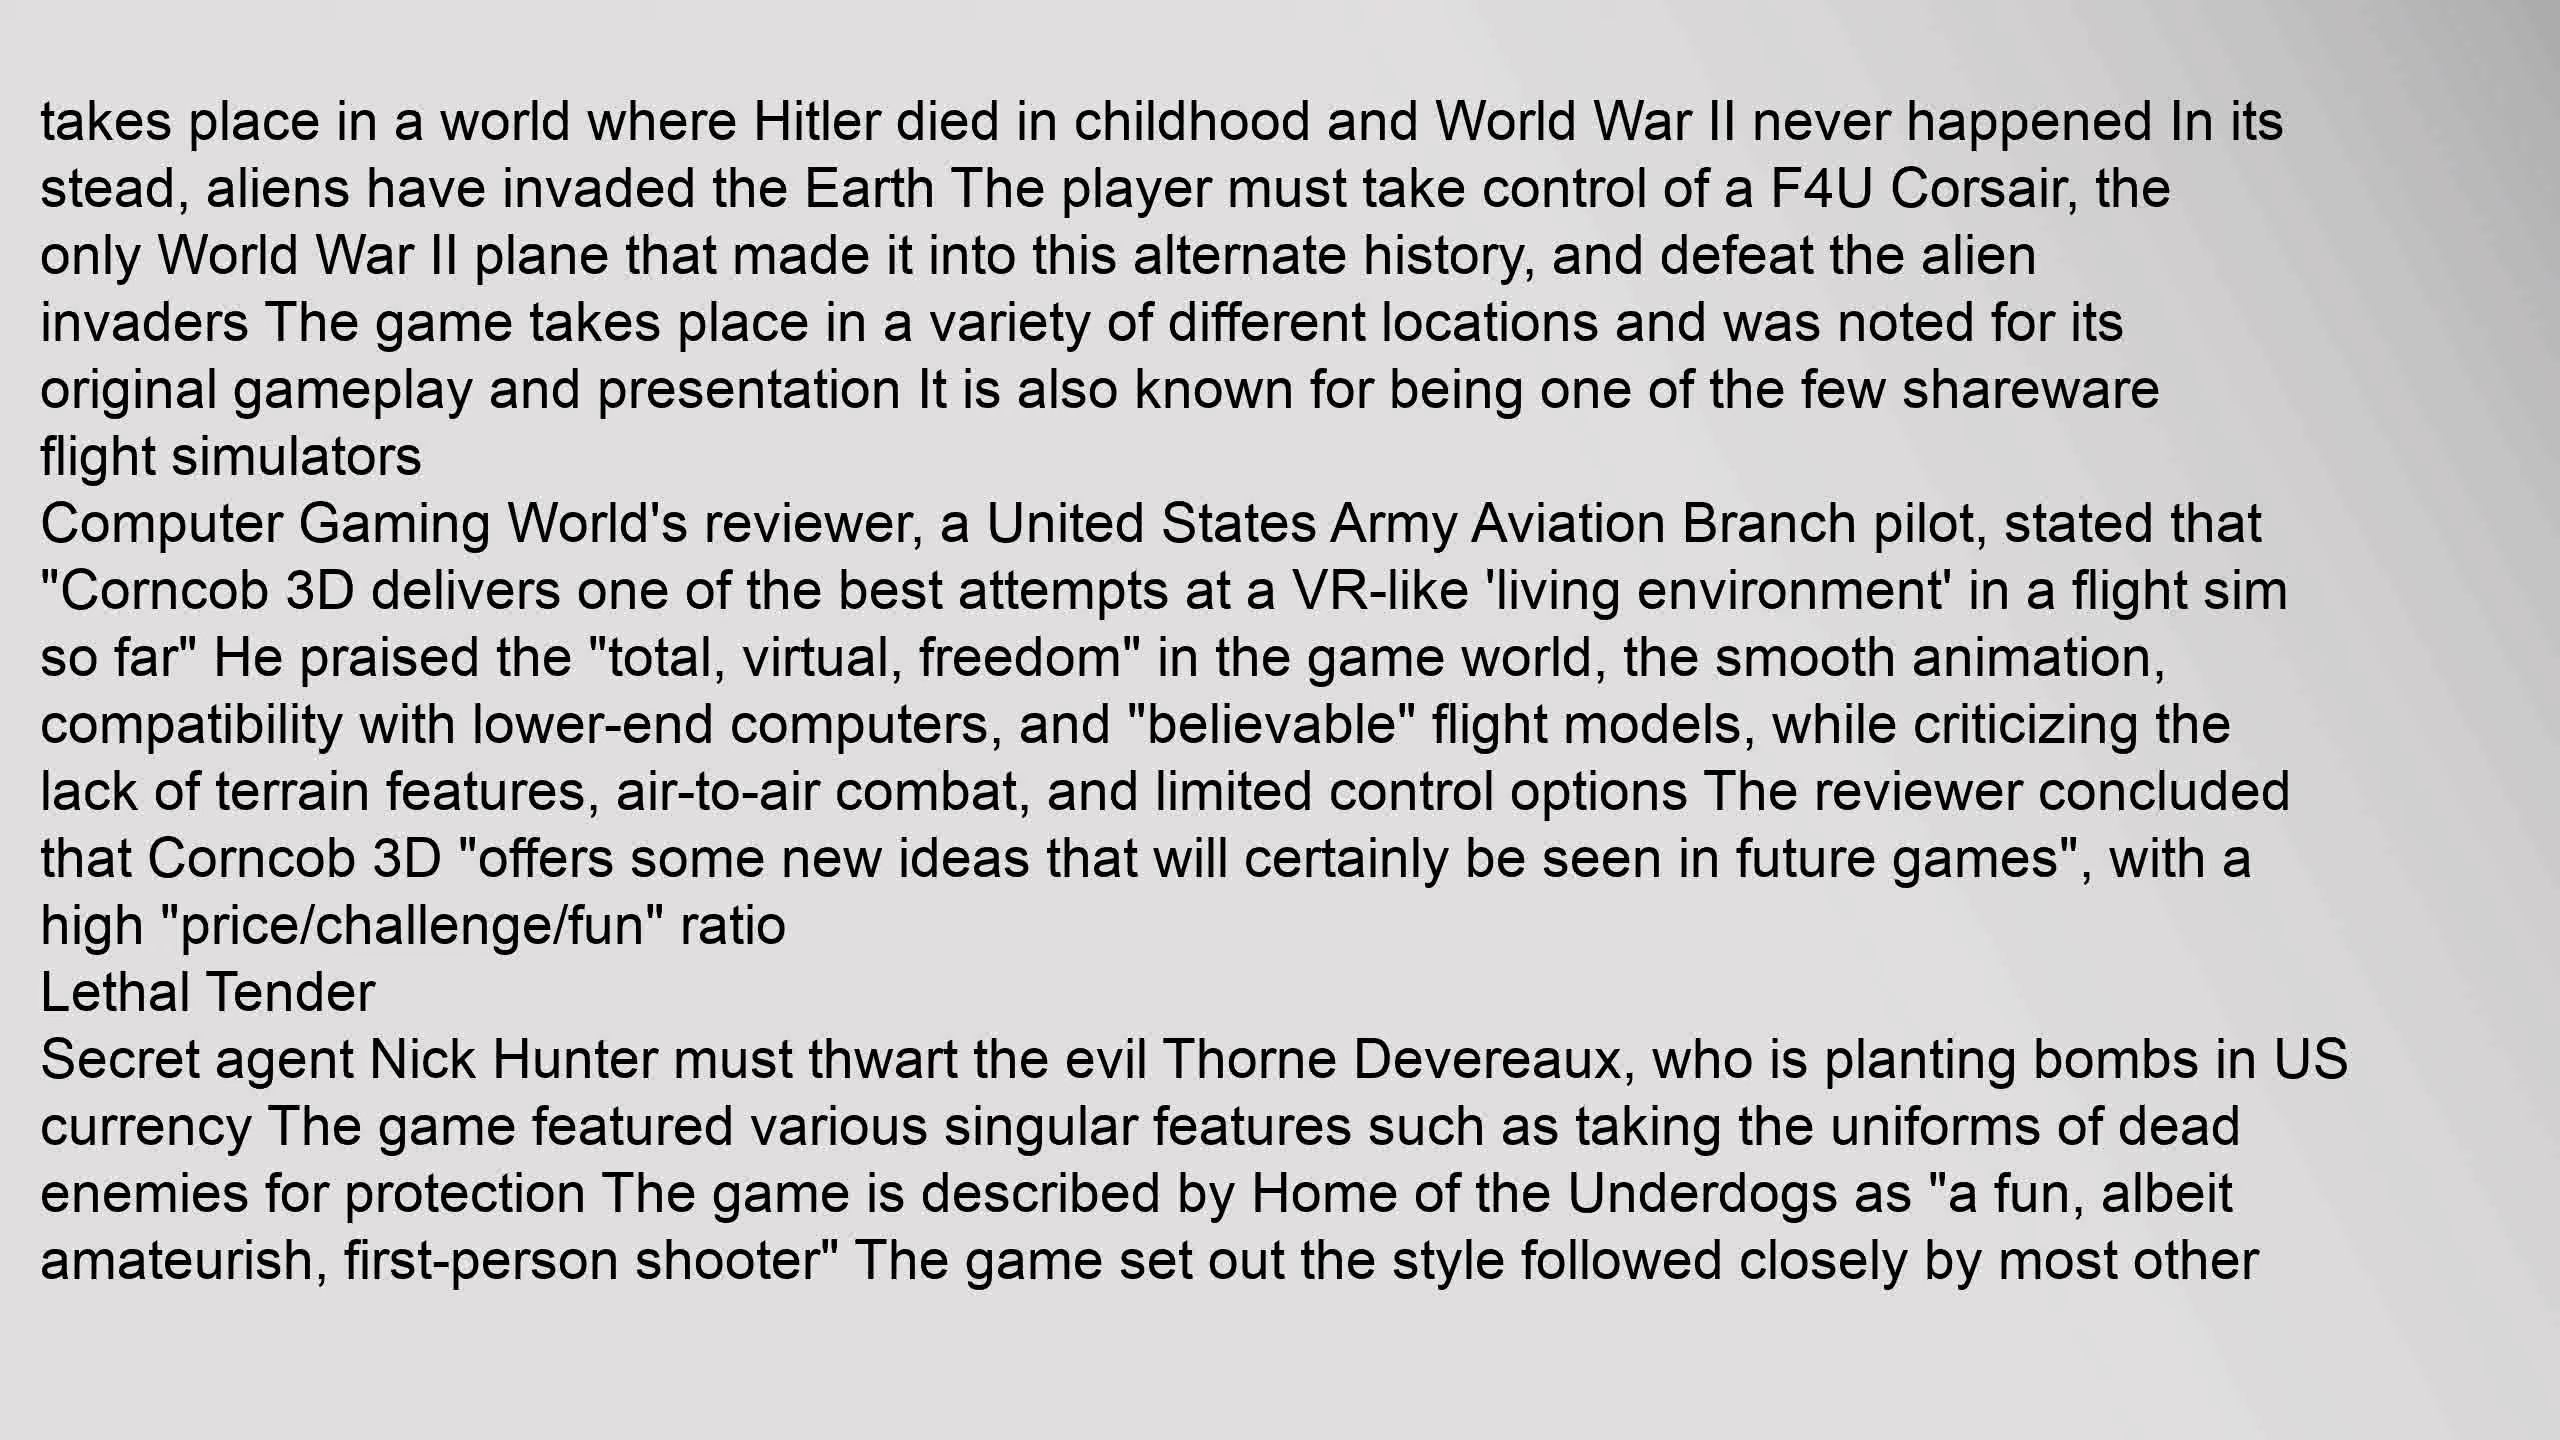 takes place in a world where Hitler died in childhood and World War II never happened In its
stead, aliens have invaded the Earth The player must take control of a F4U Corsair, the
only World War II plane that made it into this alternate history, and defeat the alien
invaders The game takes place in a variety of different locations and was noted for its
original gameplay and presentation It is also known for being one of the few shareware
flight simulators
Computer Gaming World's reviewer, a United States Army Aviation Branch pilot, stated that
"Corncob 3D delivers one of the best attempts at a VR-like 'living environment' in a flight sim
so far" He praised the "total, virtual, freedom" in the game world, the smooth animation,
compatibility with lower-end computers, and "believable" flight models, while criticizing the
lack of terrain features, air-to-air combat, and limited control options The reviewer concluded
that Corncob 3D "offers some new ideas that will certainly be seen in future games", with a
high "price/challenge/fun" ratio
Lethal Tender
Secret agent Nick Hunter must thwart the evil Thorne Devereaux, who is planting bombs in US
currency The game featured various singular features such as taking the uniforms of dead
enemies for protection The game is described by Home of the Underdogs as "a fun, albeit
amateurish, first-person shooter" The game set out the style followed closely by most other